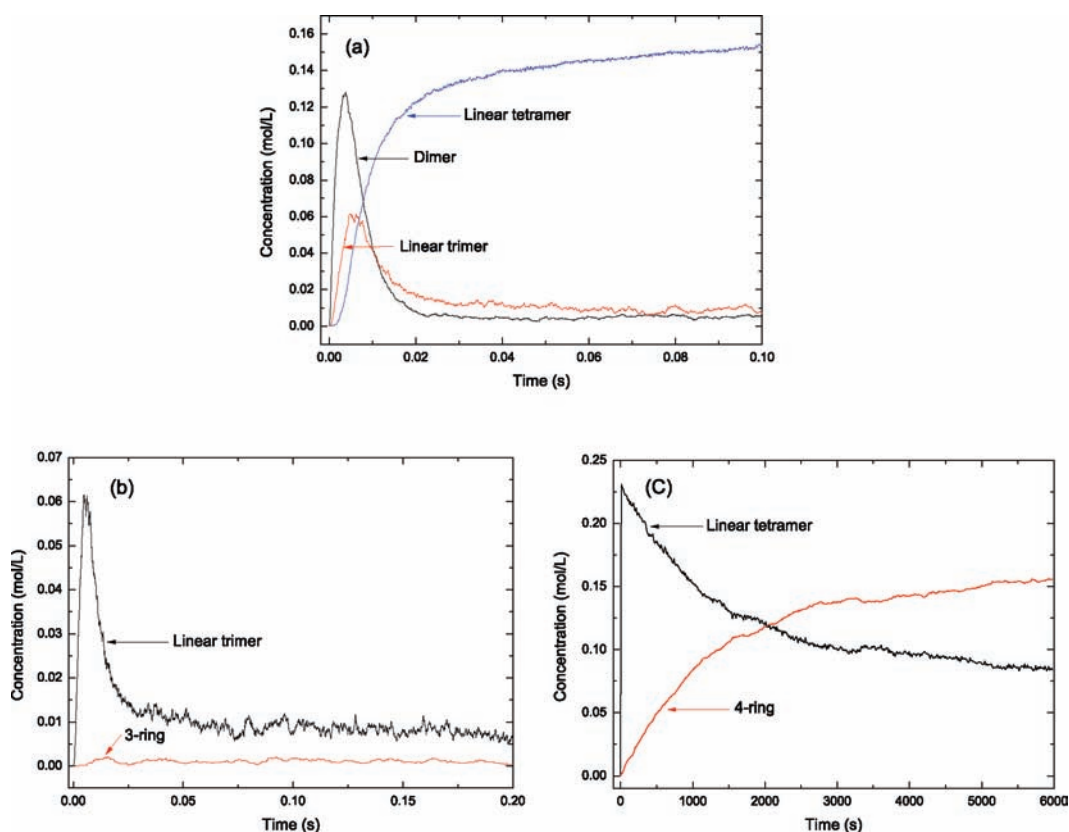 (a)
0.16
0.14
0.12
0.10
0.08
0.06
0.04
0.02
0.00
Concentration (mol/L)
Linear tetramer
Dimer
Linear trimer
0.00 0.02 0.04 0.06 0.08 0.10
Time (s)
(b)
0.07
0.06
0.05
0.04
0.03
0.02
0.01
0.00
Concentration (mol/L)
Linear trimer
3-ring
0.00 0.05 0.10 0.15 0.20
Time (s)
(C)
0.25
0.20
0.15
0.10
0.05
0.00
Concentration (mol/L)
Linear tetramer
4-ring
0 1000 2000 3000 4000 5000 6000
Time (s)